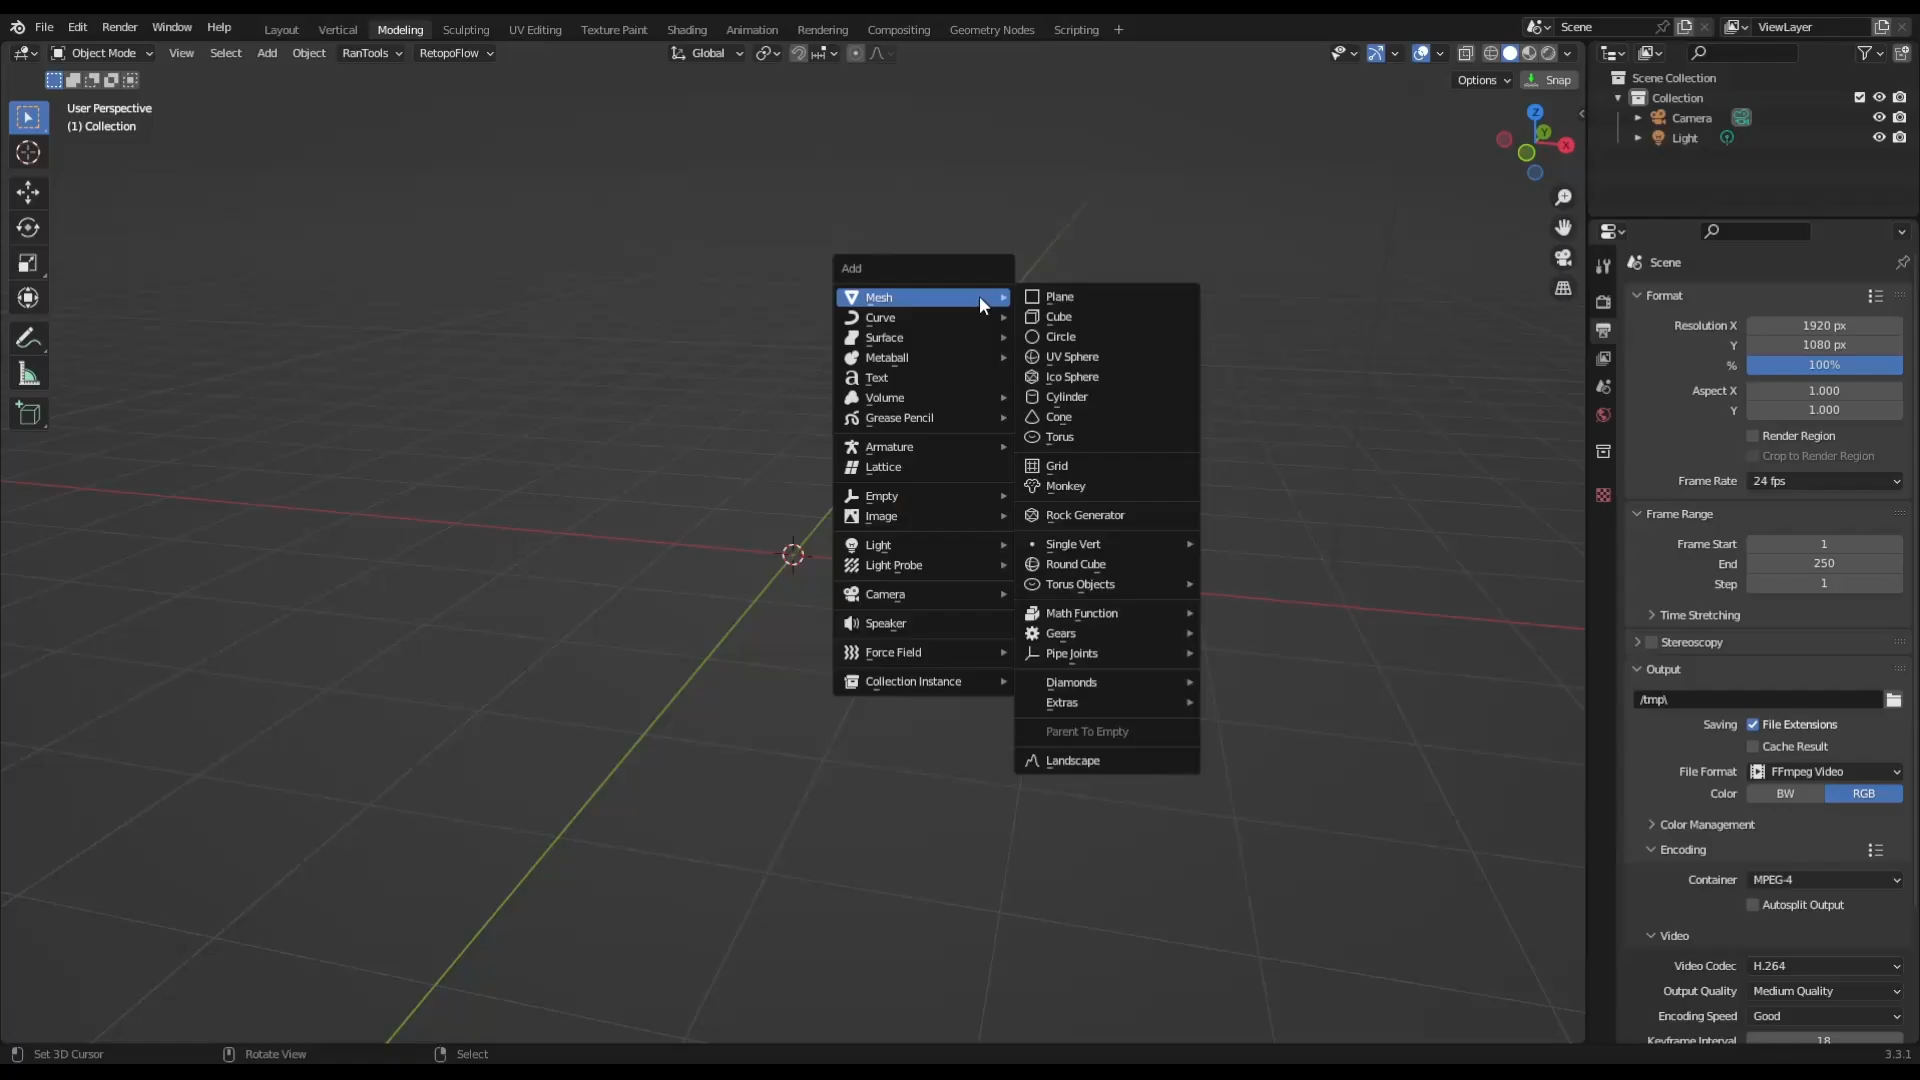 File Edit Render Window Help Layout Vertical Modeling Sculpting UV Editing Texture Paint Shading Animation Rendering Compositing Geometry Nodes Scripting + Scene ViewLayer
Object Mode View Select Add Object RanTools RetopoFlow Global
Options Snap
User Perspective
(1) Collection
Z
Y
X
Add
Mesh
Curve
Surface
Metaball
Text
Volume
Grease Pencil
Armature
Lattice
Empty
Image
Light
Light Probe
Camera
Speaker
Force Field
Collection Instance
Plane
Cube
Circle
UV Sphere
Ico Sphere
Cylinder
Cone
Torus
Grid
Monkey
Rock Generator
Single Vert
Round Cube
Torus Objects
Math Function
Gears
Pipe Joints
Diamonds
Extras
Parent To Empty
Landscape
Scene Collection
Collection
Camera
Light
Scene
Format
Resolution X 1920 px
Y 1080 px
% 100%
Aspect X 1.000
Y 1.000
Render Region
Crop to Render Region
Frame Rate 24 fps
Frame Range
Frame Start 1
End 250
Step 1
Time Stretching
Stereoscopy
Output
/tmp\
Saving File Extensions
Cache Result
File Format FFmpeg Video
Color BW RGB
Color Management
Encoding
Container MPEG-4
Autosplit Output
Video
Video Codec H.264
Output Quality Medium Quality
Encoding Speed Good
Keyframe Interval 18
Set 3D Cursor Rotate View Select 3.3.1